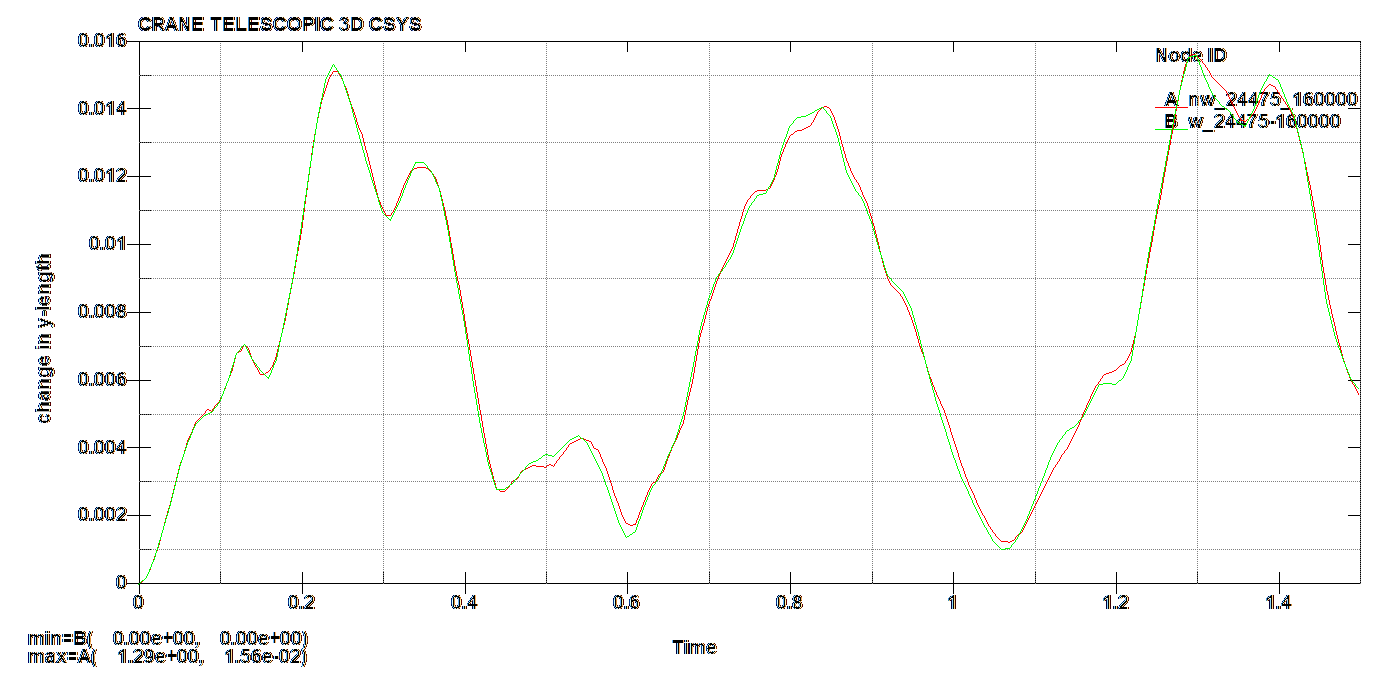 CRANE TELESCOPIC 3D CSYS
0.016
0.014
0.012
0.01
0.008
0.006
0.004
0.002
0
change in y-length
Node ID
A nw_24475_160000
B w_24475-160000
0 0.2 0.4 0.6 0.8 1 1.2 1.4
Time
min=B( 0.00e+00, 0.00e+00)
max=A( 1.29e+00, 1.56e-02)